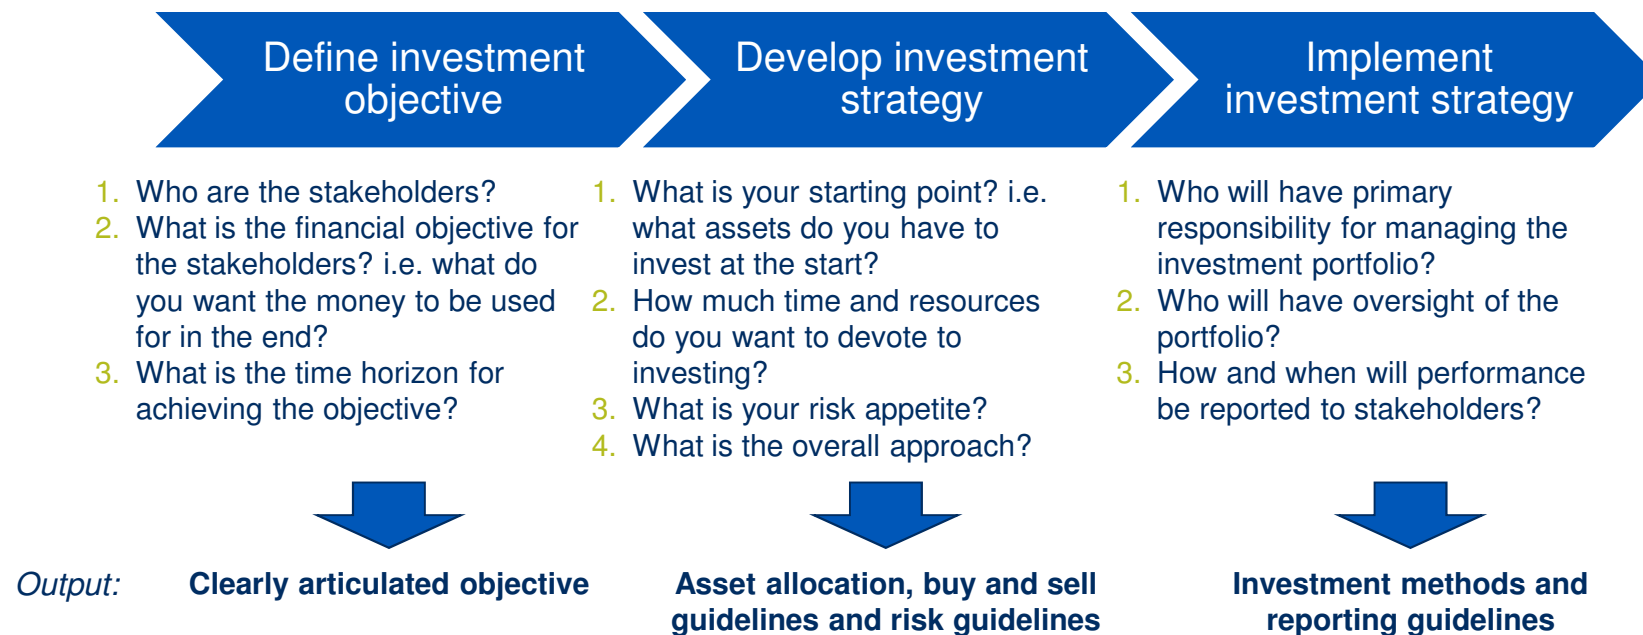 Define investment
objective
Develop investment
strategy
Implement
investment strategy
1. Who are the stakeholders?
2. What is the financial objective for
the stakeholders? i.e. what do
you want the money to be used
for in the end?
3. What is the time horizon for
achieving the objective?
1. What is your starting point? i.e.
what assets do you have to
invest at the start?
2. How much time and resources
do you want to devote to
investing?
3. What is your risk appetite?
4. What is the overall approach?
1. Who will have primary
responsibility for managing the
investment portfolio?
2. Who will have oversight of the
portfolio?
3. How and when will performance
be reported to stakeholders?
Output:
Clearly articulated objective
Asset allocation, buy and sell
guidelines and risk guidelines
Investment methods and
reporting guidelines